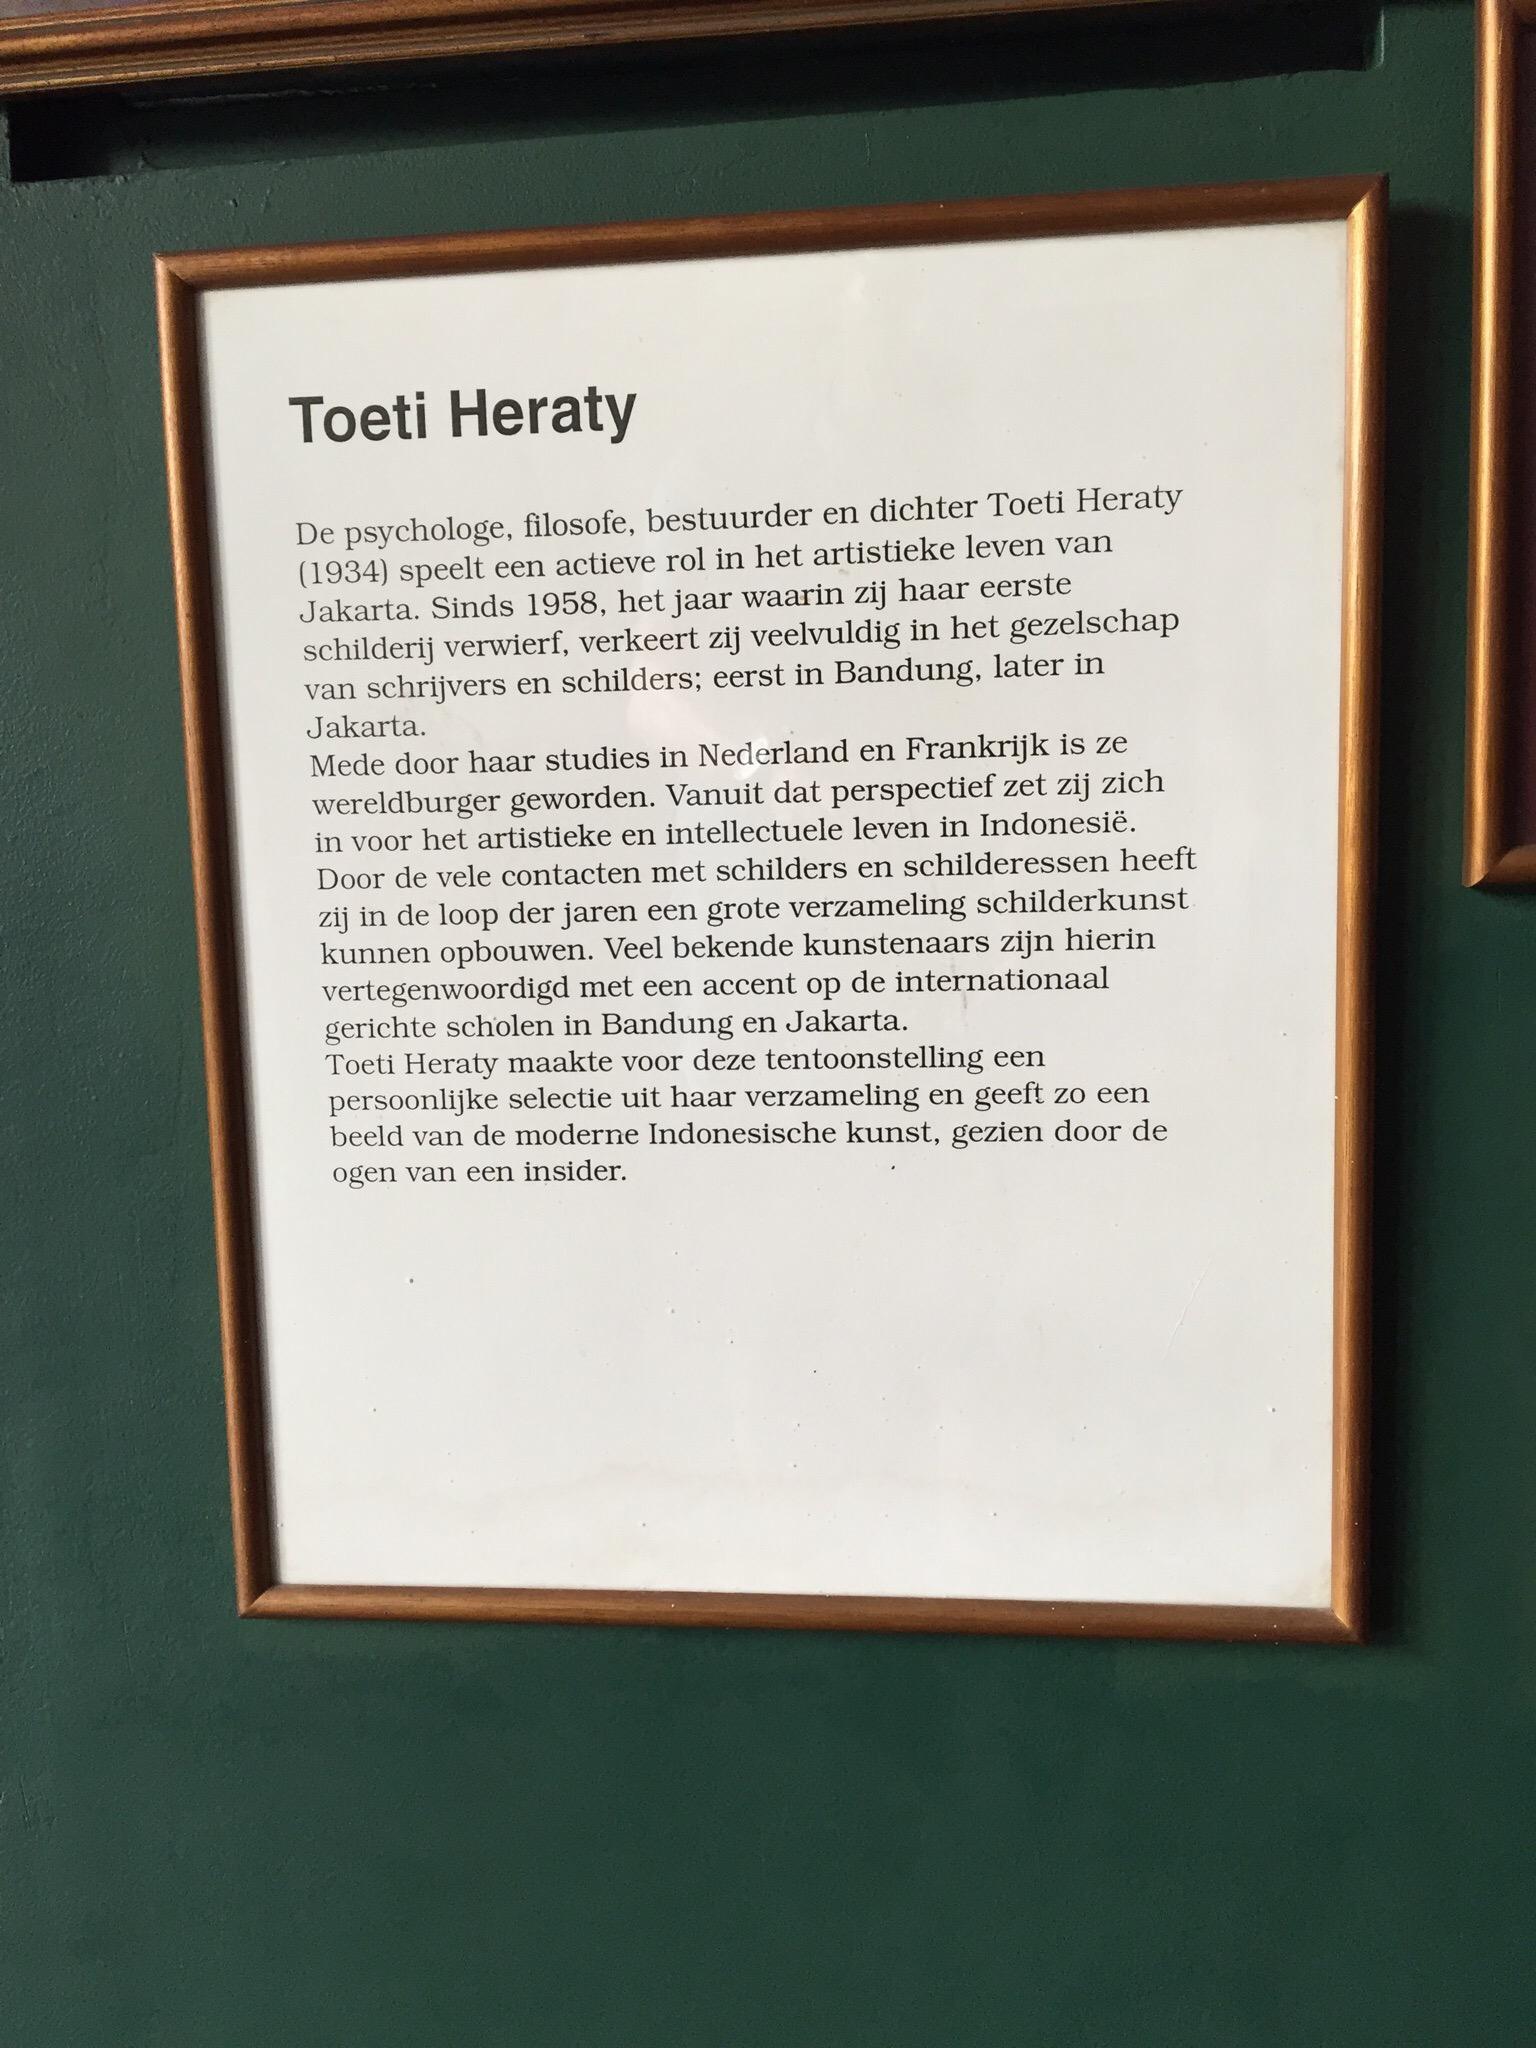 Toeti Heraty
De psychologe, filosofe, bestuurder en dichter Toeti Heraty
(1934) speelt een actieve rol in het artistieke leven van
Jakarta. Sinds 1958, het jaar waarin zij haar eerste
schilderij verwierf, verkeert zij veelvuldig in het gezelschap
van schrijvers en schilders; eerst in Bandung, later in
Jakarta.
Mede door haar studies in Nederland en Frankrijk is ze
wereldburger geworden. Vanuit dat perspectief zet zij zich
in voor het artistieke en intellectuele leven in Indonesië.
Door de vele contacten met schilders en schilderessen heeft
zij in de loop der jaren een grote verzameling schilderkunst
kunnen opbouwen. Veel bekende kunstenaars zijn hierin
vertegenwoordigd met een accent op de internationaal
gerichte scholen in Bandung en Jakarta.
Toeti Heraty maakte voor deze tentoonstelling een
persoonlijke selectie uit haar verzameling en geeft zo een
beeld van de moderne Indonesische kunst, gezien door de
ogen van een insider.